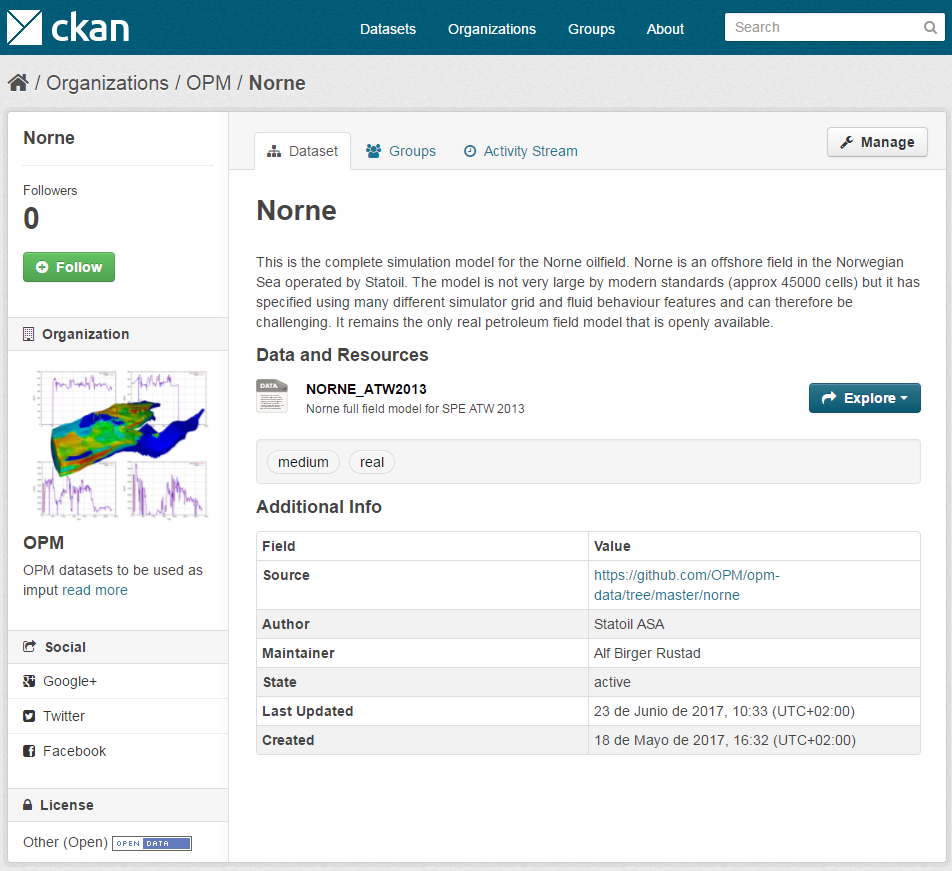 ckan
Datasets
Organizations
Groups
About
Search
/ Organizations / OPM / Norne
Norne
Followers
0
Follow
Organization
OPM
OPM datasets to be used as
imput read more
Social
Google+
Twitter
Facebook
License
Other (Open) OPEN DATA
Dataset
Groups
Activity Stream
Manage
Norne
This is the complete simulation model for the Norne oilfield. Norne is an offshore field in the Norwegian
Sea operated by Statoil. The model is not very large by modern standards (approx 45000 cells) but it has
specified using many different simulator grid and fluid behaviour features and can therefore be
challenging. It remains the only real petroleum field model that is openly available.
Data and Resources
DATA
NORNE_ATW2013
Norne full field model for SPE ATW 2013
Explore
medium
real
Additional Info
Field Value
Source https://github.com/OPM/opm-
data/tree/master/norne
Author Statoil ASA
Maintainer Alf Birger Rustad
State active
Last Updated 23 de Junio de 2017, 10:33 (UTC+02:00)
Created 18 de Mayo de 2017, 16:32 (UTC+02:00)